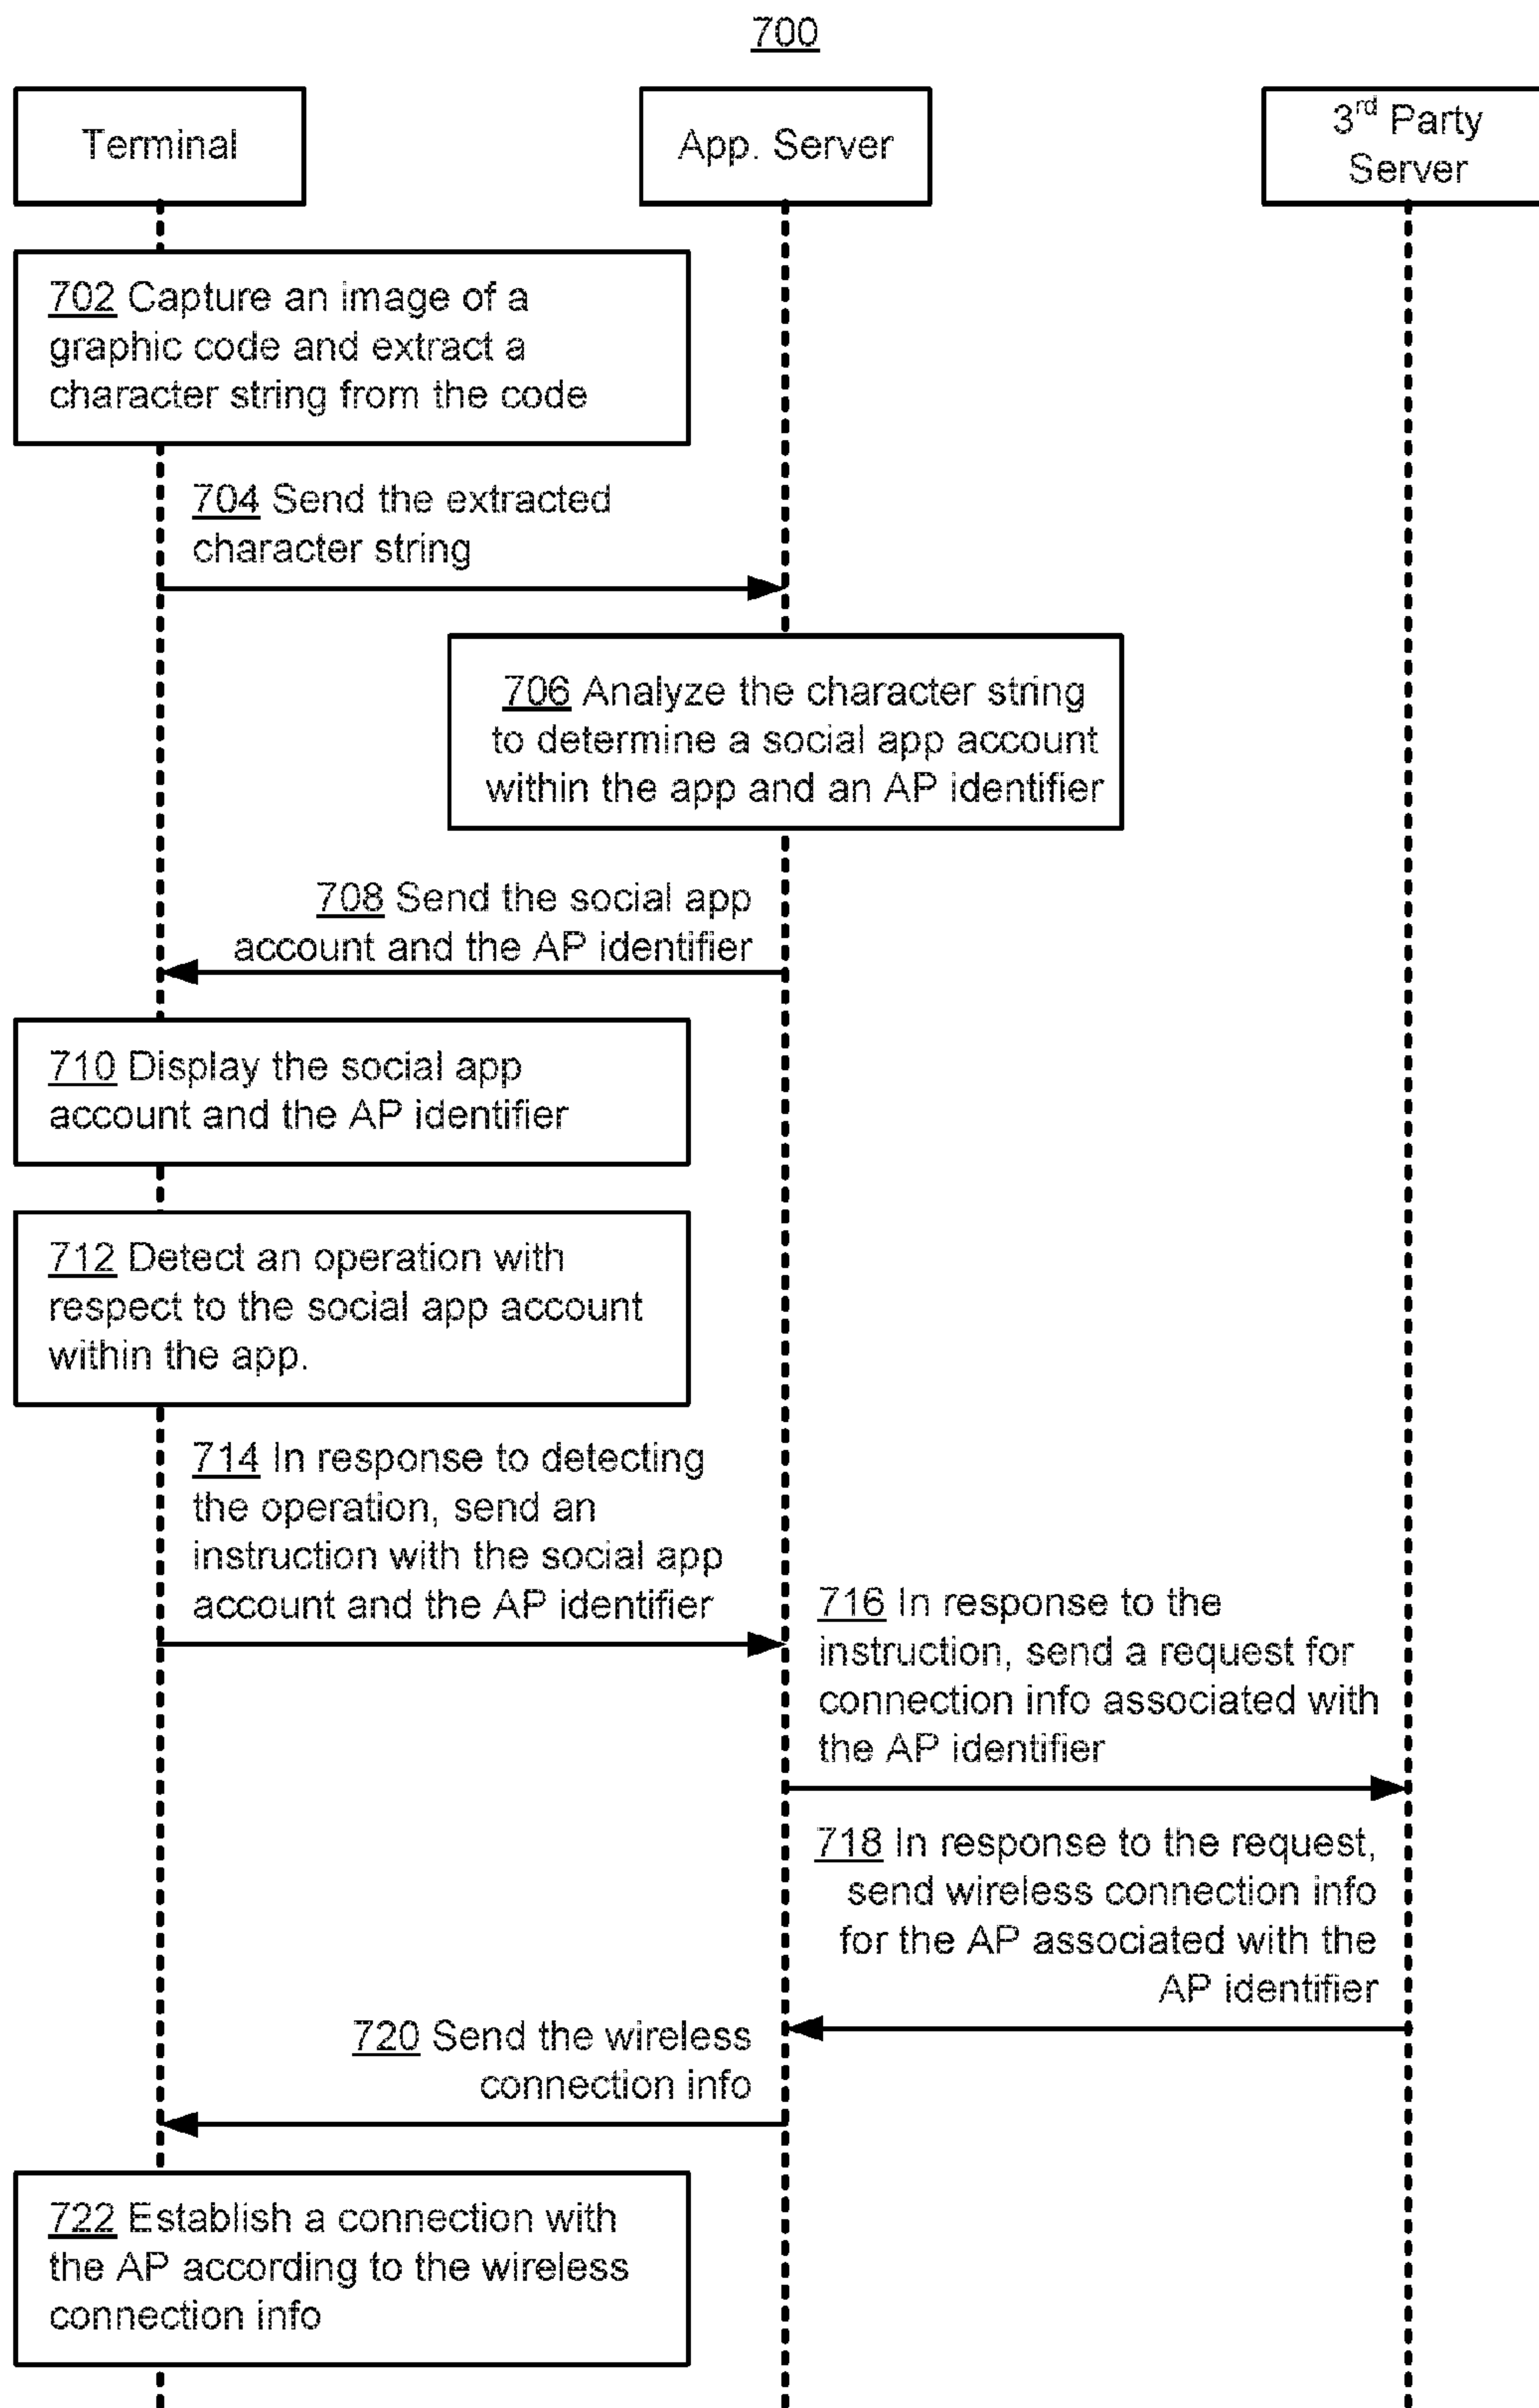 700
Terminal
App. Server
3rd Party
Server
702 Capture an image of a
graphic code and extract a
character string from the code
704 Send the extracted
character string
706 Analyze the character string
to determine a social app account
within the app and an AP identifier
708 Send the social app
account and the AP identifier
710 Display the social app
account and the AP identifier
712 Detect an operation with
respect to the social app account
within the app.
714 In response to detecting
the operation, send an
instruction with the social app
account and the AP identifier
716 In response to the
instruction, send a request for
connection info associated with
the AP identifier
718 In response to the request,
send wireless connection info
for the AP associated with the
AP identifier
720 Send the wireless
connection info
722 Establish a connection with
the AP according to the wireless
connection info